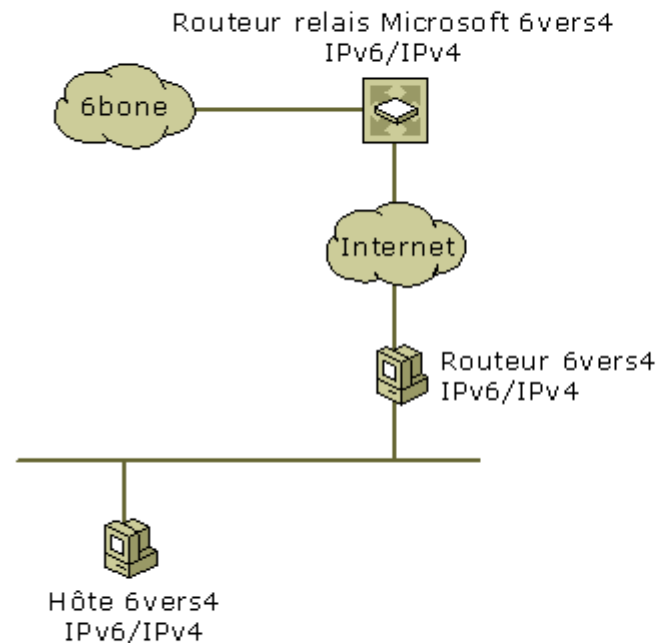 Routeur relais Microsoft 6vers4
IPv6/IPv4
6bone
Internet
Routeur 6vers4
IPv6/IPv4
Hôte 6vers4
IPv6/IPv4